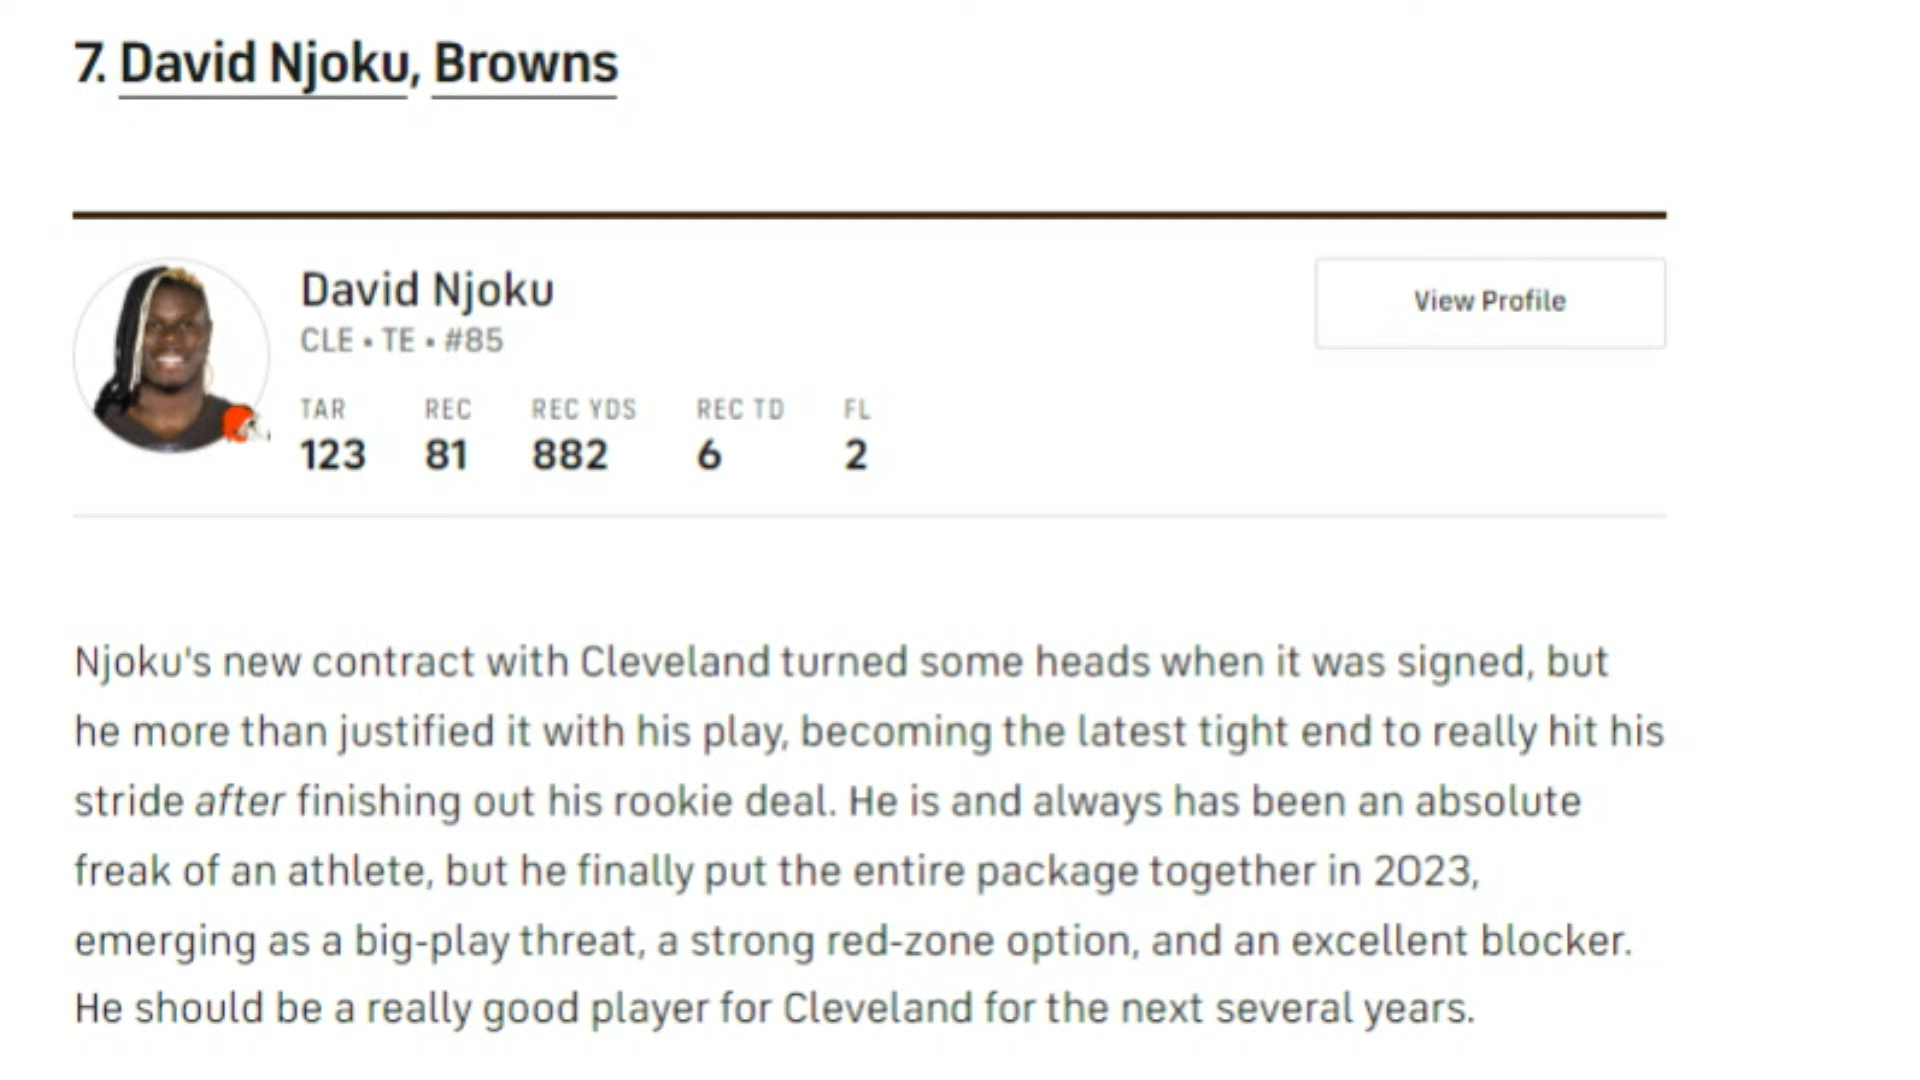 7. David Njoku, Browns
David Njoku
CLE • TE • #85
View Profile
TAR REC REC YDS REC TD FL
123 81 882 6 2
Njoku's new contract with Cleveland turned some heads when it was signed, but
he more than justified it with his play, becoming the latest tight end to really hit his
stride after finishing out his rookie deal. He is and always has been an absolute
freak of an athlete, but he finally put the entire package together in 2023,
emerging as a big-play threat, a strong red-zone option, and an excellent blocker.
He should be a really good player for Cleveland for the next several years.